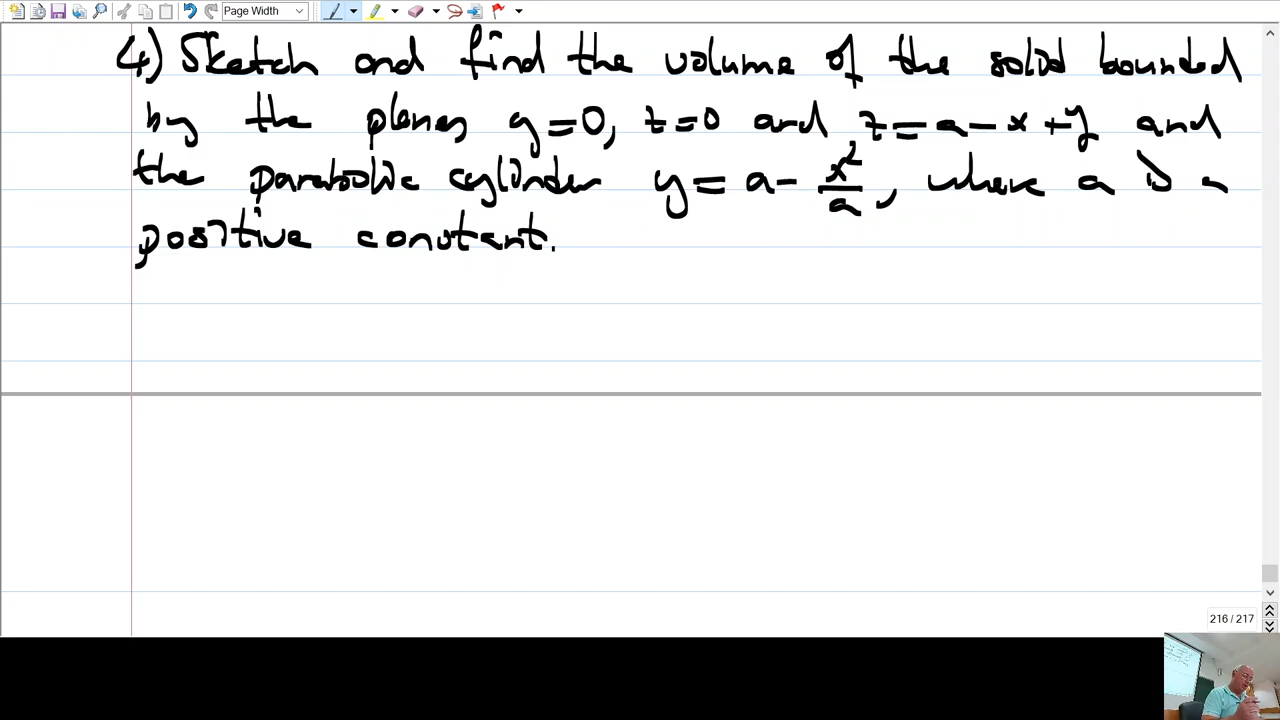 Page Width
4) Sketch and find the volume of the solid bounded
by the planes y=0, z=0 and z=a-x+y and
the parabolic cylinder y = a - x²/a, where a is a
positive constant.
216 / 217